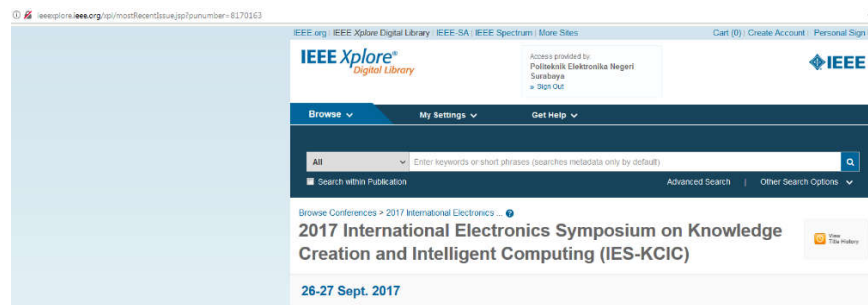 ieeexplore.ieee.org/xpl/mostRecentIssue.jsp?punumber=8170163
IEEE.org | IEEE Xplore Digital Library | IEEE-SA | IEEE Spectrum | More Sites
Cart (0) | Create Account | Personal Sign
IEEE Xplore®
Digital Library
Access provided by:
Politeknik Elektronika Negeri
Surabaya
» Sign Out
IEEE
Browse
My Settings
Get Help
All
Enter keywords or short phrases (searches metadata only by default)
Search within Publication
Advanced Search | Other Search Options
Browse Conferences > 2017 International Electronics ...
2017 International Electronics Symposium on Knowledge
Creation and Intelligent Computing (IES-KCIC)
View
Title History
26-27 Sept. 2017